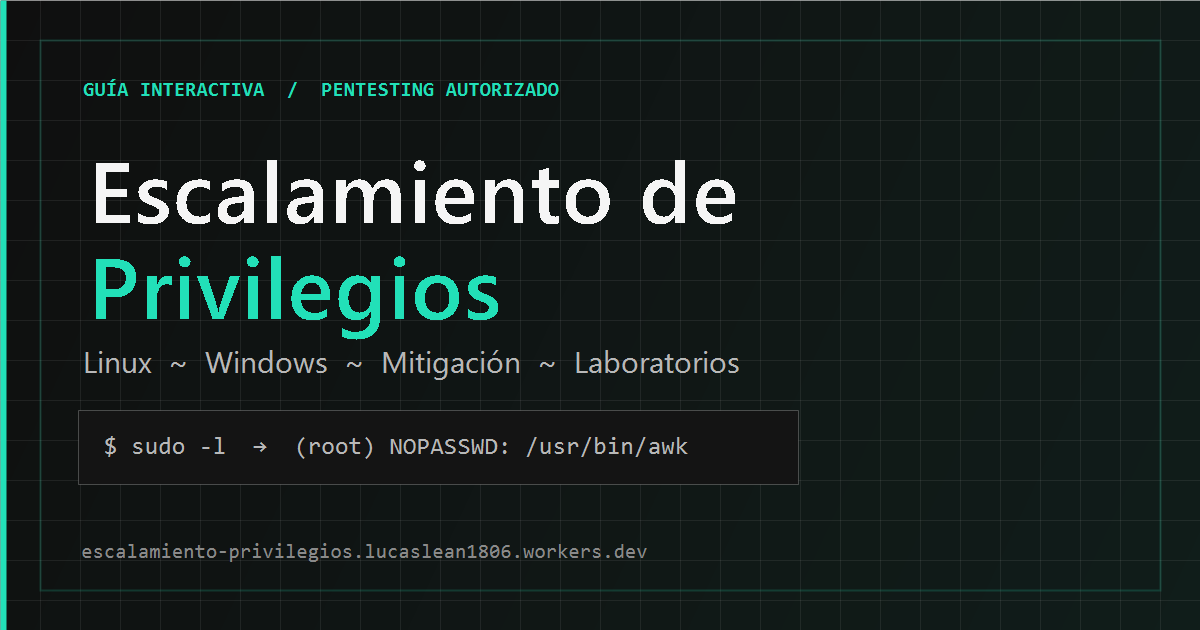 GUÍA INTERACTIVA / PENTESTING AUTORIZADO
Escalamiento de
Privilegios
Linux ~ Windows ~ Mitigación ~ Laboratorios
$ sudo -l → (root) NOPASSWD: /usr/bin/awk
escalamiento-privilegios.lucaslean1806.workers.dev